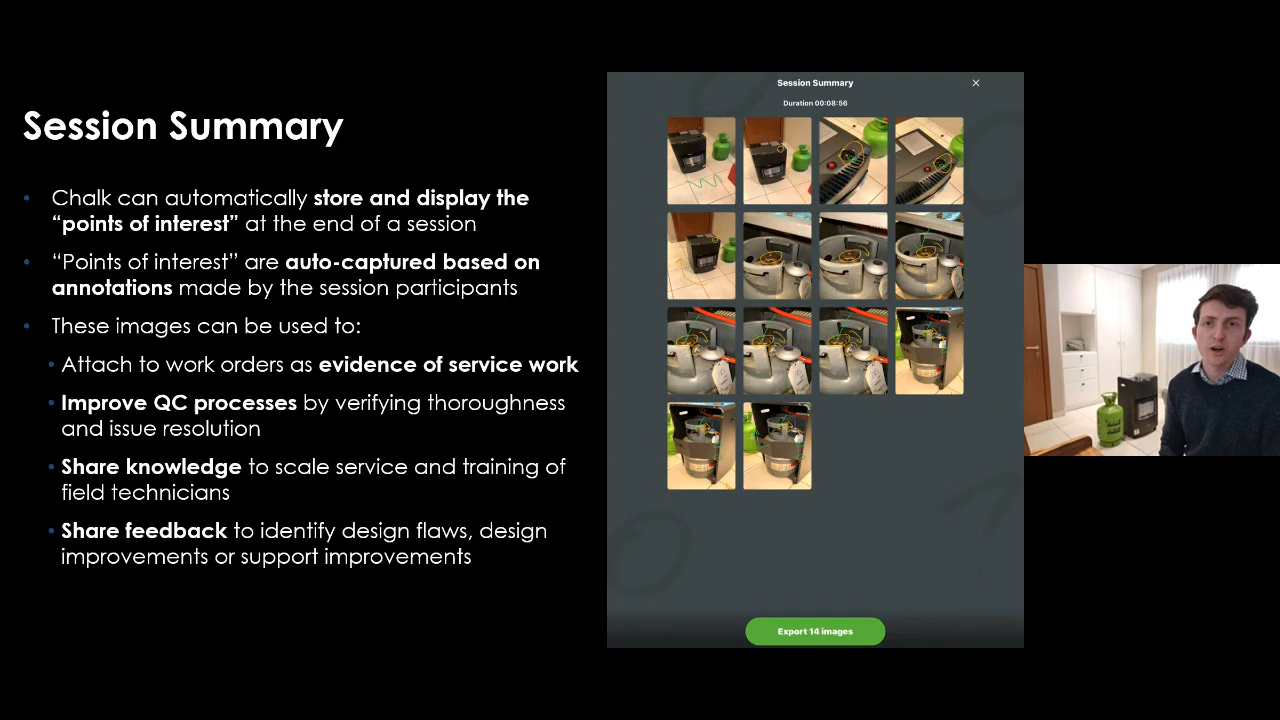 Session Summary
• Chalk can automatically store and display the
“points of interest” at the end of a session
• “Points of interest” are auto-captured based on
annotations made by the session participants
• These images can be used to:
• Attach to work orders as evidence of service work
• Improve QC processes by verifying thoroughness
and issue resolution
• Share knowledge to scale service and training of
field technicians
• Share feedback to identify design flaws, design
improvements or support improvements
Session Summary
Duration 00:08:56
Export 14 images